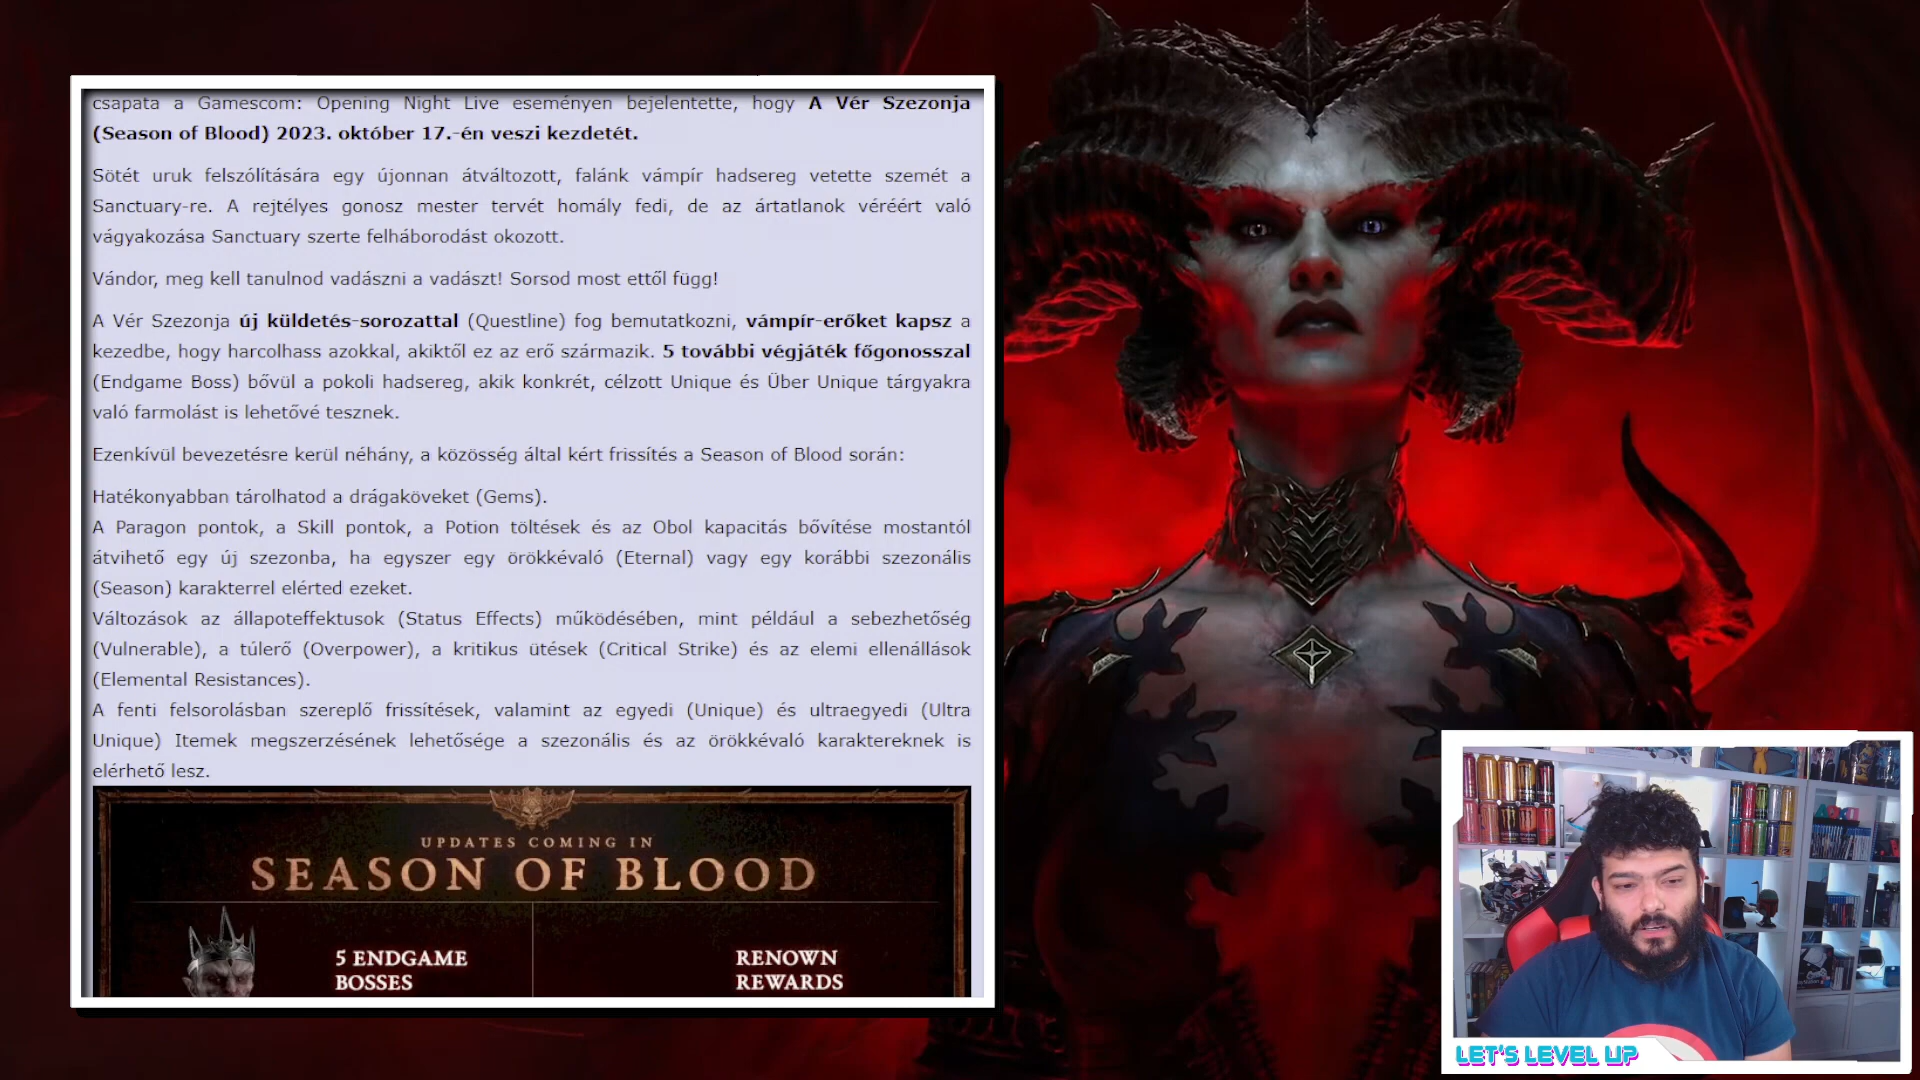 csapata a Gamescom: Opening Night Live eseményen bejelentette, hogy A Vér Szezonja
(Season of Blood) 2023. október 17.-én veszi kezdetét.
Sötét uruk felszólítására egy újonnan átváltozott, falánk vámpír hadsereg vetette szemét a
Sanctuary-re. A rejtélyes gonosz mester tervét homály fedi, de az ártatlanok véréért való
vágyakozása Sanctuary szerte felháborodást okozott.
Vándor, meg kell tanulnod vadászni a vadászt! Sorsod most ettől függ!
A Vér Szezonja új küldetés-sorozattal (Questline) fog bemutatkozni, vámpír-erőket kapsz a
kezedbe, hogy harcolhass azokkal, akiktől ez az erő származik. 5 további végjáték főgonosszal
(Endgame Boss) bővül a pokoli hadsereg, akik konkrét, célzott Unique és Über Unique tárgyakra
való farmolást is lehetővé tesznek.
Ezenkívül bevezetésre kerül néhány, a közösség által kért frissítés a Season of Blood során:
Hatékonyabban tárolhatod a drágaköveket (Gems).
A Paragon pontok, a Skill pontok, a Potion töltések és az Obol kapacitás bővítése mostantól
átvihető egy új szezonba, ha egyszer egy örökkévaló (Eternal) vagy egy korábbi szezonális
(Season) karakterrel elérted ezeket.
Változások az állapoteffektusok (Status Effects) működésében, mint például a sebezhetőség
(Vulnerable), a túlerő (Overpower), a kritikus ütések (Critical Strike) és az elemi ellenállások
(Elemental Resistances).
A fenti felsorolásban szereplő frissítések, valamint az egyedi (Unique) és ultraegyedi (Ultra
Unique) Itemek megszerzésének lehetősége a szezonális és az örökkévaló karaktereknek is
elérhető lesz.
UPDATES COMING IN
SEASON OF BLOOD
5 ENDGAME
BOSSES
RENOWN
REWARDS
LET'S LEVEL UP